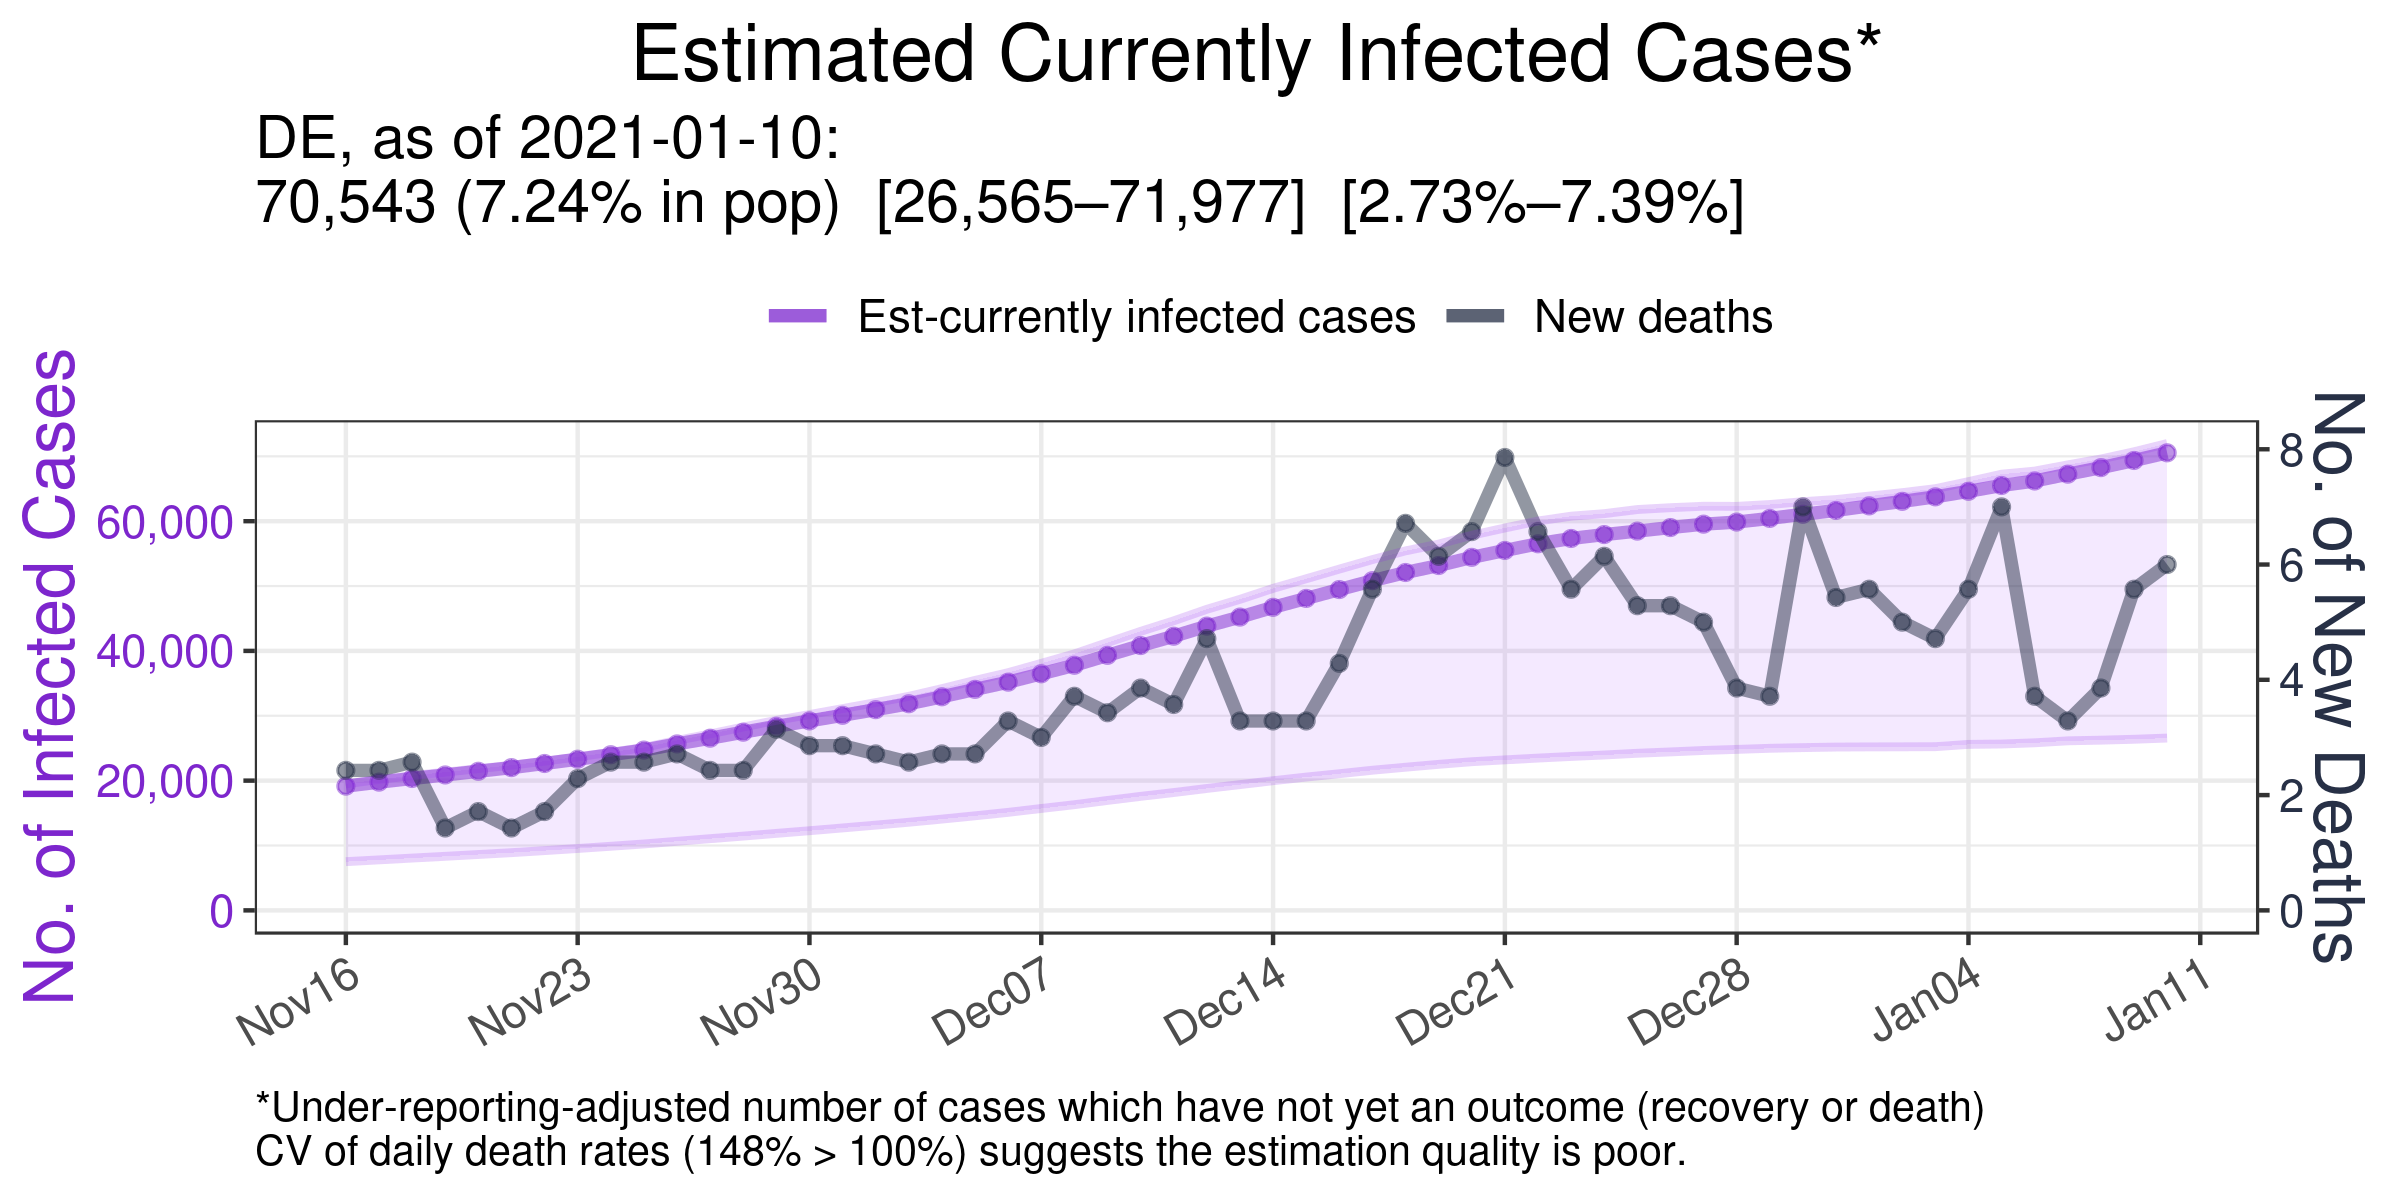 Estimated Currently Infected Cases*
DE, as of 2021-01-10:
70,543 (7.24% in pop)  [26,565–71,977]  [2.73%–7.39%]
Est-currently infected cases
New deaths
No. of Infected Cases
60,000
40,000
20,000
0
8
6
4
2
0
No. of New Deaths
Nov16
Nov23
Nov30
Dec07
Dec14
Dec21
Dec28
Jan04
Jan11
*Under-reporting-adjusted number of cases which have not yet an outcome (recovery or death)
CV of daily death rates (148% > 100%) suggests the estimation quality is poor.